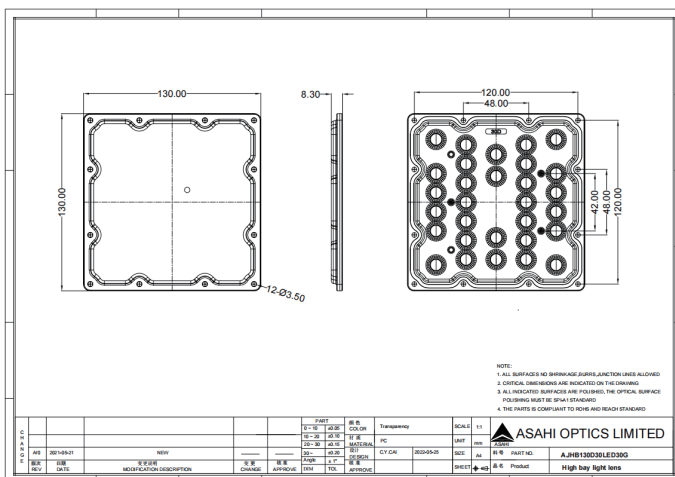 130.00
8.30
120.00
48.00
30D
130.00
42.00
48.00
120.00
12-Ø3.50
NOTE:
1. ALL SURFACES NO SHRINKAGE,BURRS,JUNCTION LINES ALLOWED
2. CRITICAL DIMENSIONS ARE INDICATED ON THE DRAWING
3. ALL INDICATED SURFACES ARE POLISHED, THE OPTICAL SURFACE
POLISHING MUST BE SPI-A1 STANDARD
4. THE PARTS IS COMPLIANT TO ROHS AND REACH STANDARD
CHANGE
A/0 2021-05-21 NEW
版次 REV 日期 DATE 变更说明 MODIFICATION DESCRIPTION 变更 CHANGE 核准 APPROVE
PART
0 ~ 10 ±0.05
10 ~ 20 ±0.10
20 ~ 30 ±0.15
30 ~ ±0.20
Angle ± 1°
DIM TOL
颜色 COLOR Transparency
材质 MATERIAL PC
设计 DESIGN C.Y.CAI 2022-05-25
核准 APPROVE
SCALE 1:1
UNIT mm
SIZE A4
SHEET
ASAHI
ASAHI OPTICS LIMITED
料号 PART NO. AJHB130D30LED30G
品名 Product High bay light lens